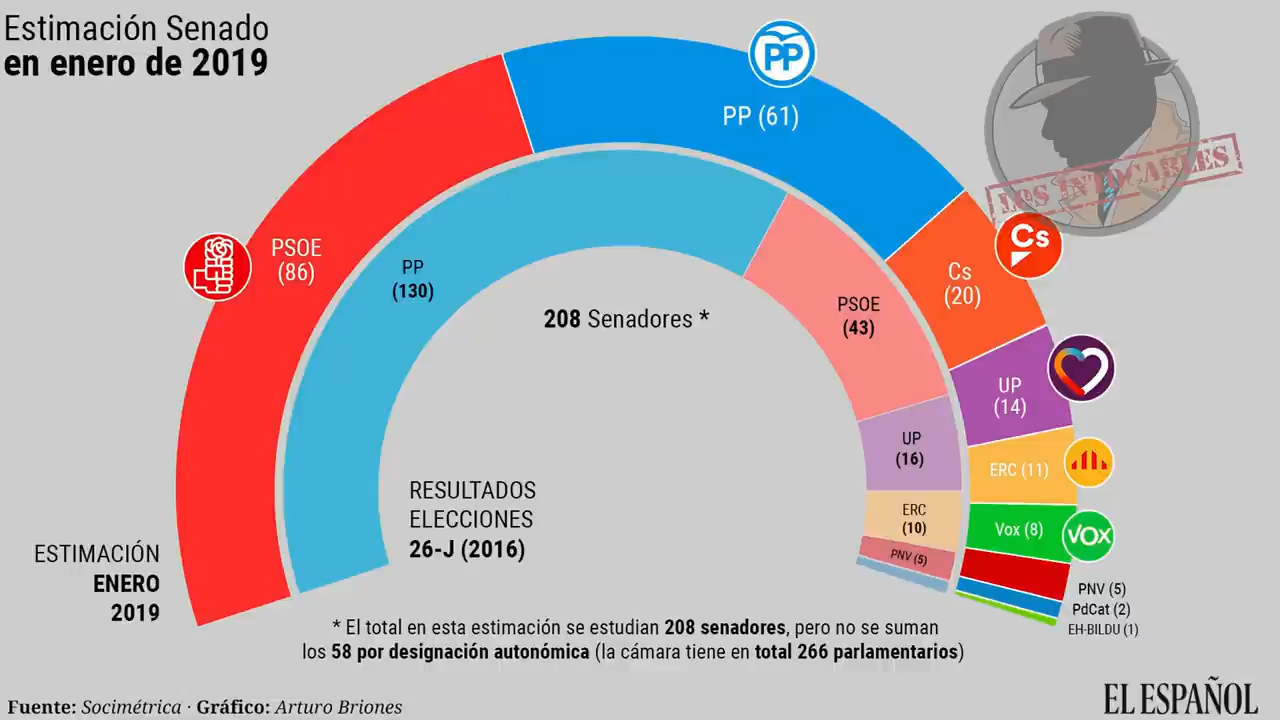 Estimación Senado
en enero de 2019
PP
PP (61)
LOS INTOCABLES
Cs
PSOE
(86)
PP
(130)
Cs
(20)
208 Senadores *
PSOE
(43)
UP
(14)
UP
(16)
ERC (11)
RESULTADOS
ELECCIONES
26-J (2016)
ERC
(10)
Vox (8)
VOX
PNV (5)
ESTIMACIÓN
ENERO
2019
PNV (5)
PdCat (2)
EH-BILDU (1)
* El total en esta estimación se estudian 208 senadores, pero no se suman
los 58 por designación autonómica (la cámara tiene en total 266 parlamentarios)
Fuente: Socimétrica · Gráfico: Arturo Briones
EL ESPAÑOL